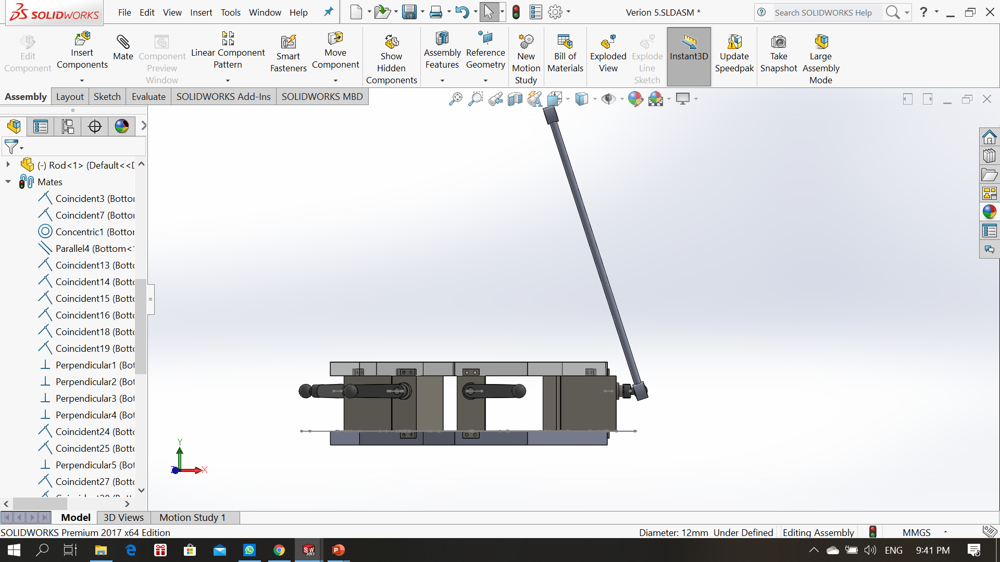 SOLIDWORKS File Edit View Insert Tools Window Help Verion 5.SLDASM * Search SOLIDWORKS Help ?
Edit Component
Insert Components
Mate
Component Preview Window
Linear Component Pattern
Smart Fasteners
Move Component
Show Hidden Components
Assembly Features
Reference Geometry
New Motion Study
Bill of Materials
Exploded View
Explode Line Sketch
Instant3D
Update Speedpak
Take Snapshot
Large Assembly Mode
Assembly Layout Sketch Evaluate SOLIDWORKS Add-Ins SOLIDWORKS MBD
(-) Rod<1> (Default<<D
Mates
Coincident3 (Bottor
Coincident7 (Bottor
Concentric1 (Bottor
Parallel4 (Bottom<1
Coincident13 (Botto
Coincident14 (Botto
Coincident15 (Botto
Coincident16 (Botto
Coincident18 (Botto
Coincident19 (Botto
Perpendicular1 (Bot
Perpendicular2 (Bot
Perpendicular3 (Bot
Perpendicular4 (Bot
Coincident24 (Botto
Coincident25 (Botto
Perpendicular5 (Bot
Coincident27 (Botto
Y
Z X
Model 3D Views Motion Study 1
SOLIDWORKS Premium 2017 x64 Edition Diameter: 12mm Under Defined Editing Assembly MMGS
SW 2017 P ENG 9:41 PM